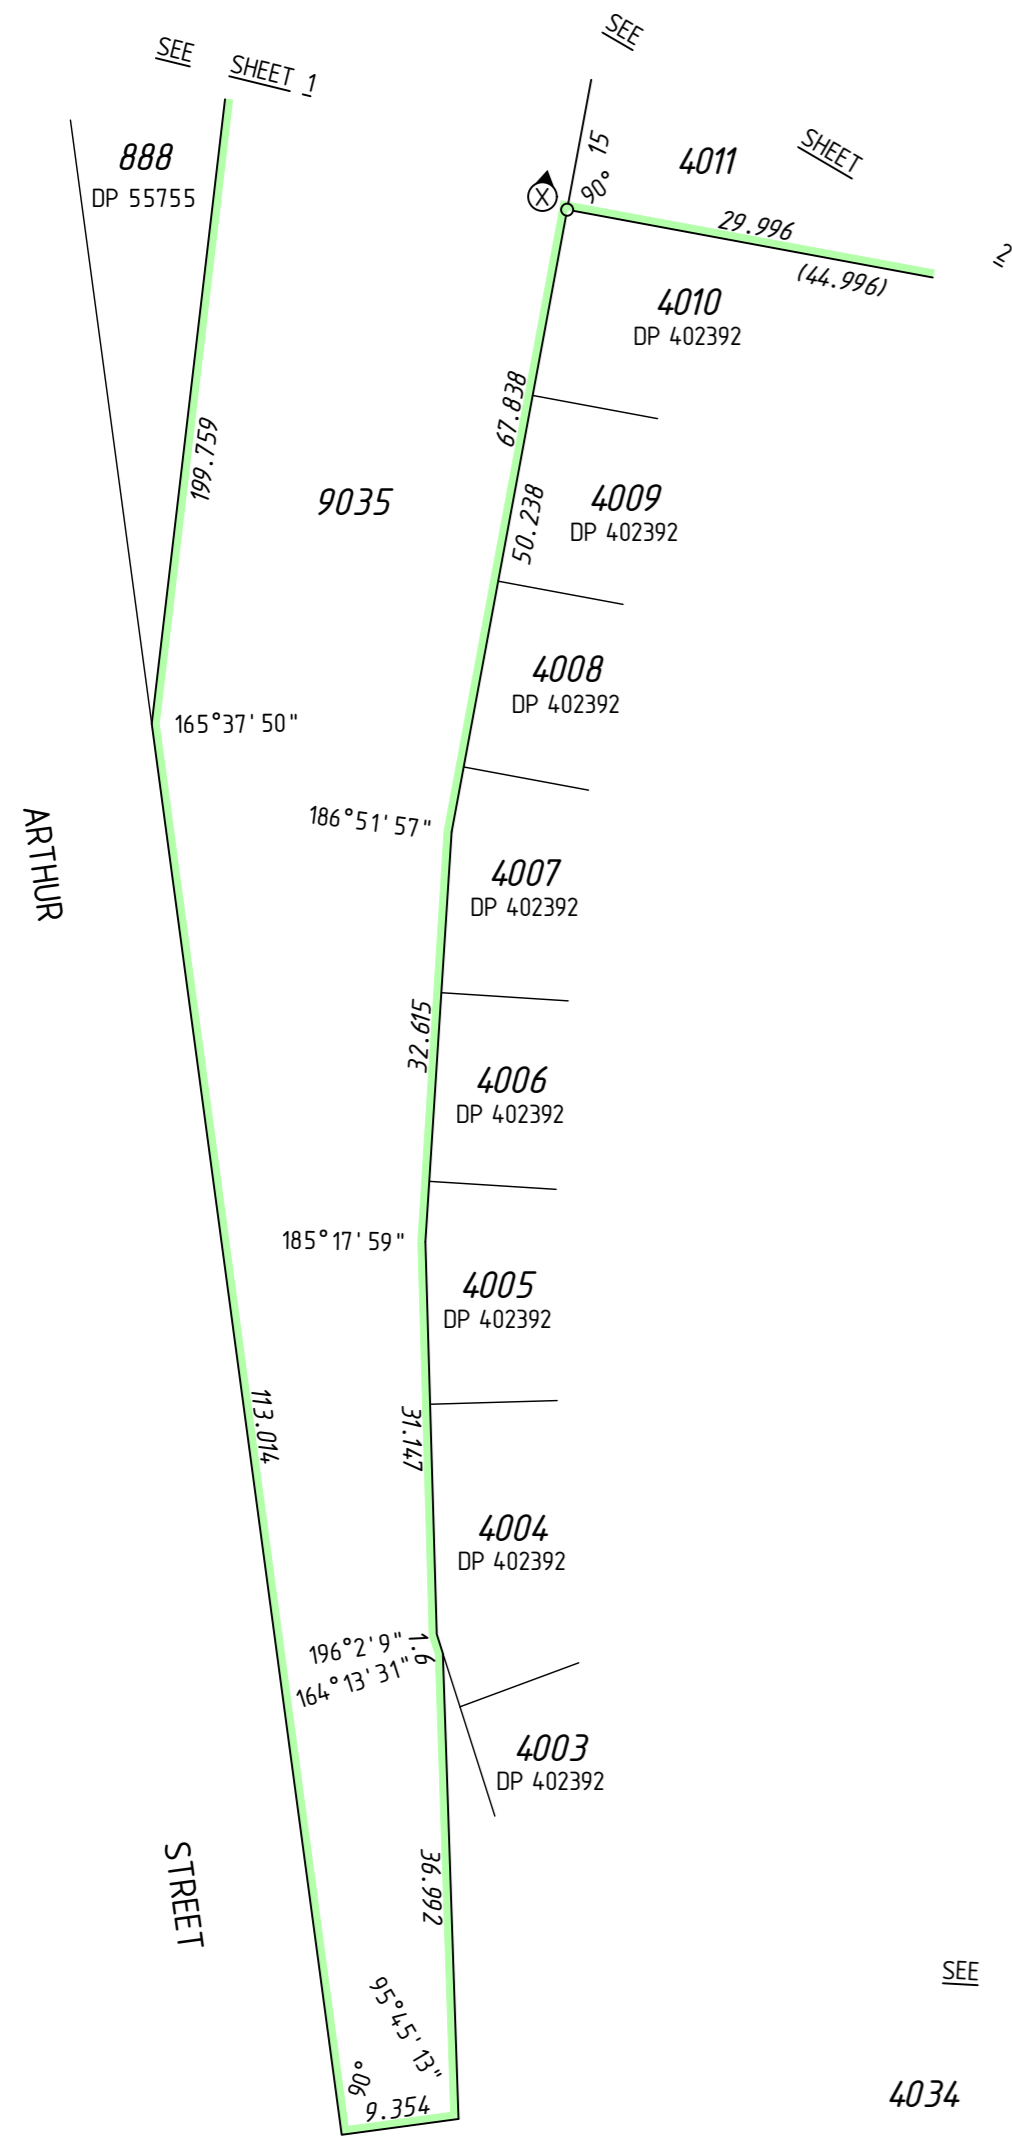 SEE
SHEET 1
SEE
SHEET
2
888
DP 55755
15
90°
4011
X
29.996
(44.996)
4010
DP 402392
67.838
199.759
9035
50.238
4009
DP 402392
4008
DP 402392
165°37'50"
186°51'57"
ARTHUR
4007
DP 402392
32.615
4006
DP 402392
185°17'59"
4005
DP 402392
113.014
31.147
4004
DP 402392
196°2'9"
1.6
164°13'31"
4003
DP 402392
36.992
STREET
SEE
95°45'13"
90°
9.354
4034